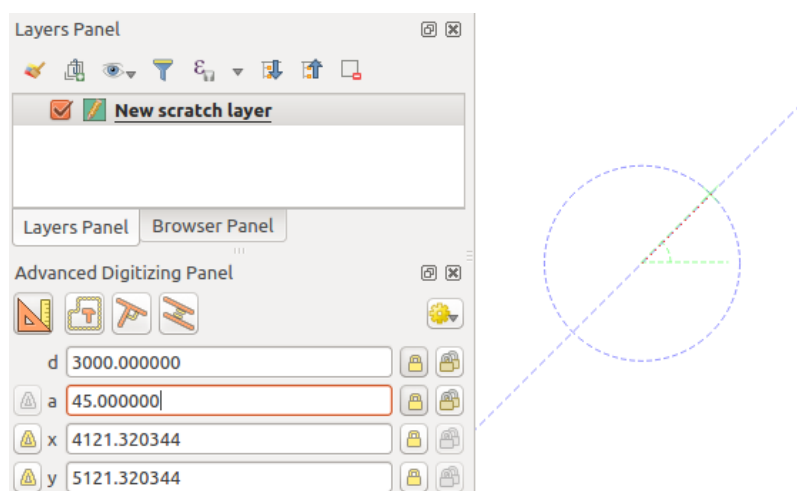 Layers Panel
New scratch layer
Layers Panel Browser Panel
Advanced Digitizing Panel
d 3000.000000
a 45.000000
x 4121.320344
y 5121.320344